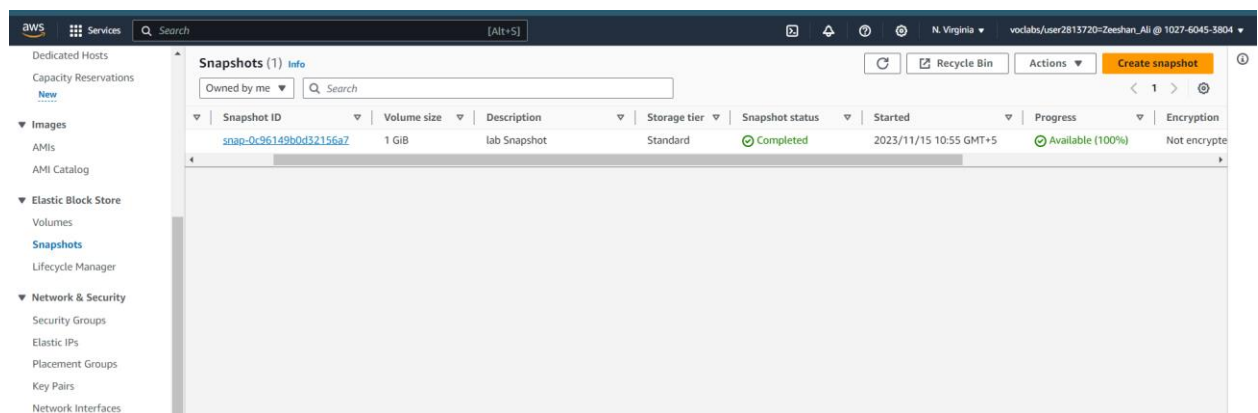 aws Services Search [Alt+S] N. Virginia voclabs/user2813720=Zeeshan_Ali @ 1027-6045-3804
Dedicated Hosts
Capacity Reservations
New
Images
AMIs
AMI Catalog
Elastic Block Store
Volumes
Snapshots
Lifecycle Manager
Network & Security
Security Groups
Elastic IPs
Placement Groups
Key Pairs
Network Interfaces
Snapshots (1) Info Recycle Bin Actions Create snapshot
Owned by me Search 1
Snapshot ID Volume size Description Storage tier Snapshot status Started Progress Encryption
snap-0c96149b0d32156a7 1 GiB lab Snapshot Standard Completed 2023/11/15 10:55 GMT+5 Available (100%) Not encrypte